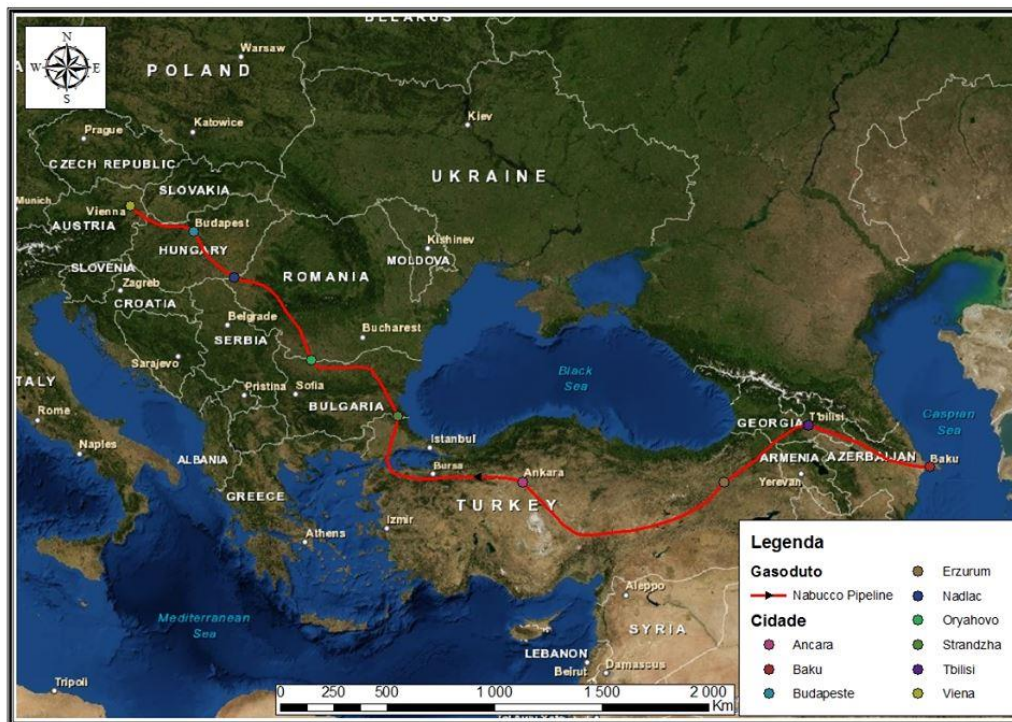 N
W E
S
BELARUS
Warsaw
POLAND
Katowice
Kiev
Prague
CZECH REPUBLIC
UKRAINE
SLOVAKIA
Munich
Vienna
AUSTRIA
Budapest
HUNGARY
Kishinev
MOLDOVA
SLOVENIA
ROMANIA
Zagreb
CROATIA
Belgrade
Bucharest
SERBIA
Sarajevo
Black
Sea
ITALY
Pristina
Sofia
BULGARIA
Rome
Naples
ALBANIA
GREECE
Athens
Istanbul
Bursa
Izmir
Ankara
TURKEY
GEORGIA
T'bilisi
Caspian
Sea
ARMENIA
AZERBAIJAN
Yerevan
Baku
Aleppo
SYRIA
Mediterranean
Sea
LEBANON
Beirut
Damascus
Tripoli
0 250 500 1 000 1 500 2 000
Km
Legenda
Gasoduto
Nabucco Pipeline
Cidade
Ancara
Baku
Budapeste
Erzurum
Nadlac
Oryahovo
Strandzha
Tbilisi
Viena